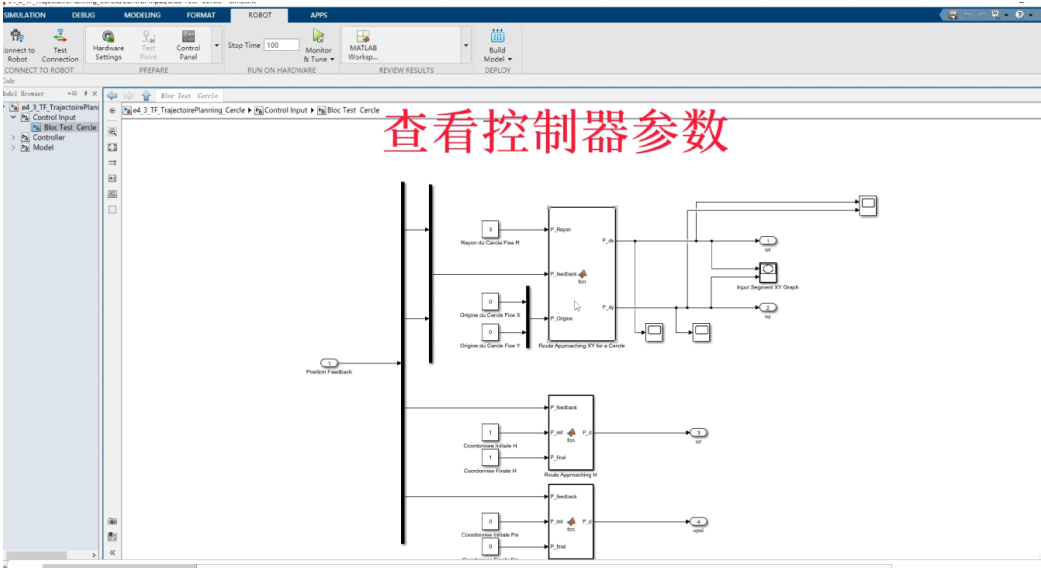 SIMULATION DEBUG MODELING FORMAT ROBOT APPS
Connect to Robot
Test Connection
Hardware Settings
Test Point
Control Panel
Stop Time 100
Monitor & Tune
MATLAB Worksp...
Build Model
CONNECT TO ROBOT PREPARE RUN ON HARDWARE REVIEW RESULTS DEPLOY
Model Browser
Bloc Test Cercle
e4_3_TF_TrajectoirePlann
Control Input
Bloc Test Cercle
Controller
Model
e4_3_TF_TrajectoirePlanning_Cercle Control Input Bloc Test Cercle
查看控制器参数
3
Rayon du Cercle Fixe R
P_Rayon
P_dx
P_feedback
fcn
0
Origine du Cercle Fixe X
P_Origine
P_dy
0
Origine du Cercle Fixe Y
Route Approaching XY for a Cercle
1
Input Segment XY Graph
2
1
Position Feedback
P_feedback
1
Coordonnee Initiale H
P_init
fcn
P_d
3
1
Coordonnee Finale H
P_final
Route Approaching H
P_feedback
0
Coordonnee Initiale Psi
P_init
fcn
P_d
4
0
P_final